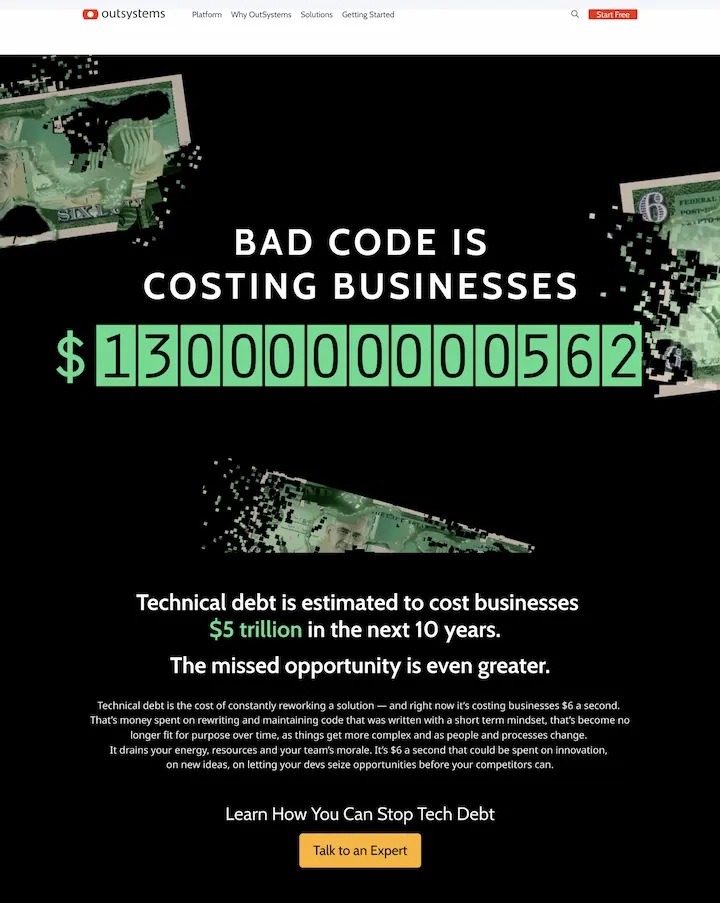 outsystems
Platform Why OutSystems Solutions Getting Started
Start Free
BAD CODE IS
COSTING BUSINESSES
$1300000000562
Technical debt is estimated to cost businesses
$5 trillion in the next 10 years.
The missed opportunity is even greater.
Technical debt is the cost of constantly reworking a solution — and right now it's costing businesses $6 a second.
That's money spent on rewriting and maintaining code that was written with a short term mindset, that's become no
longer fit for purpose over time, as things get more complex and as people and processes change.
It drains your energy, resources and your team's morale. It's $6 a second that could be spent on innovation,
on new ideas, on letting your devs seize opportunities before your competitors can.
Learn How You Can Stop Tech Debt
Talk to an Expert
6
FEDERAL